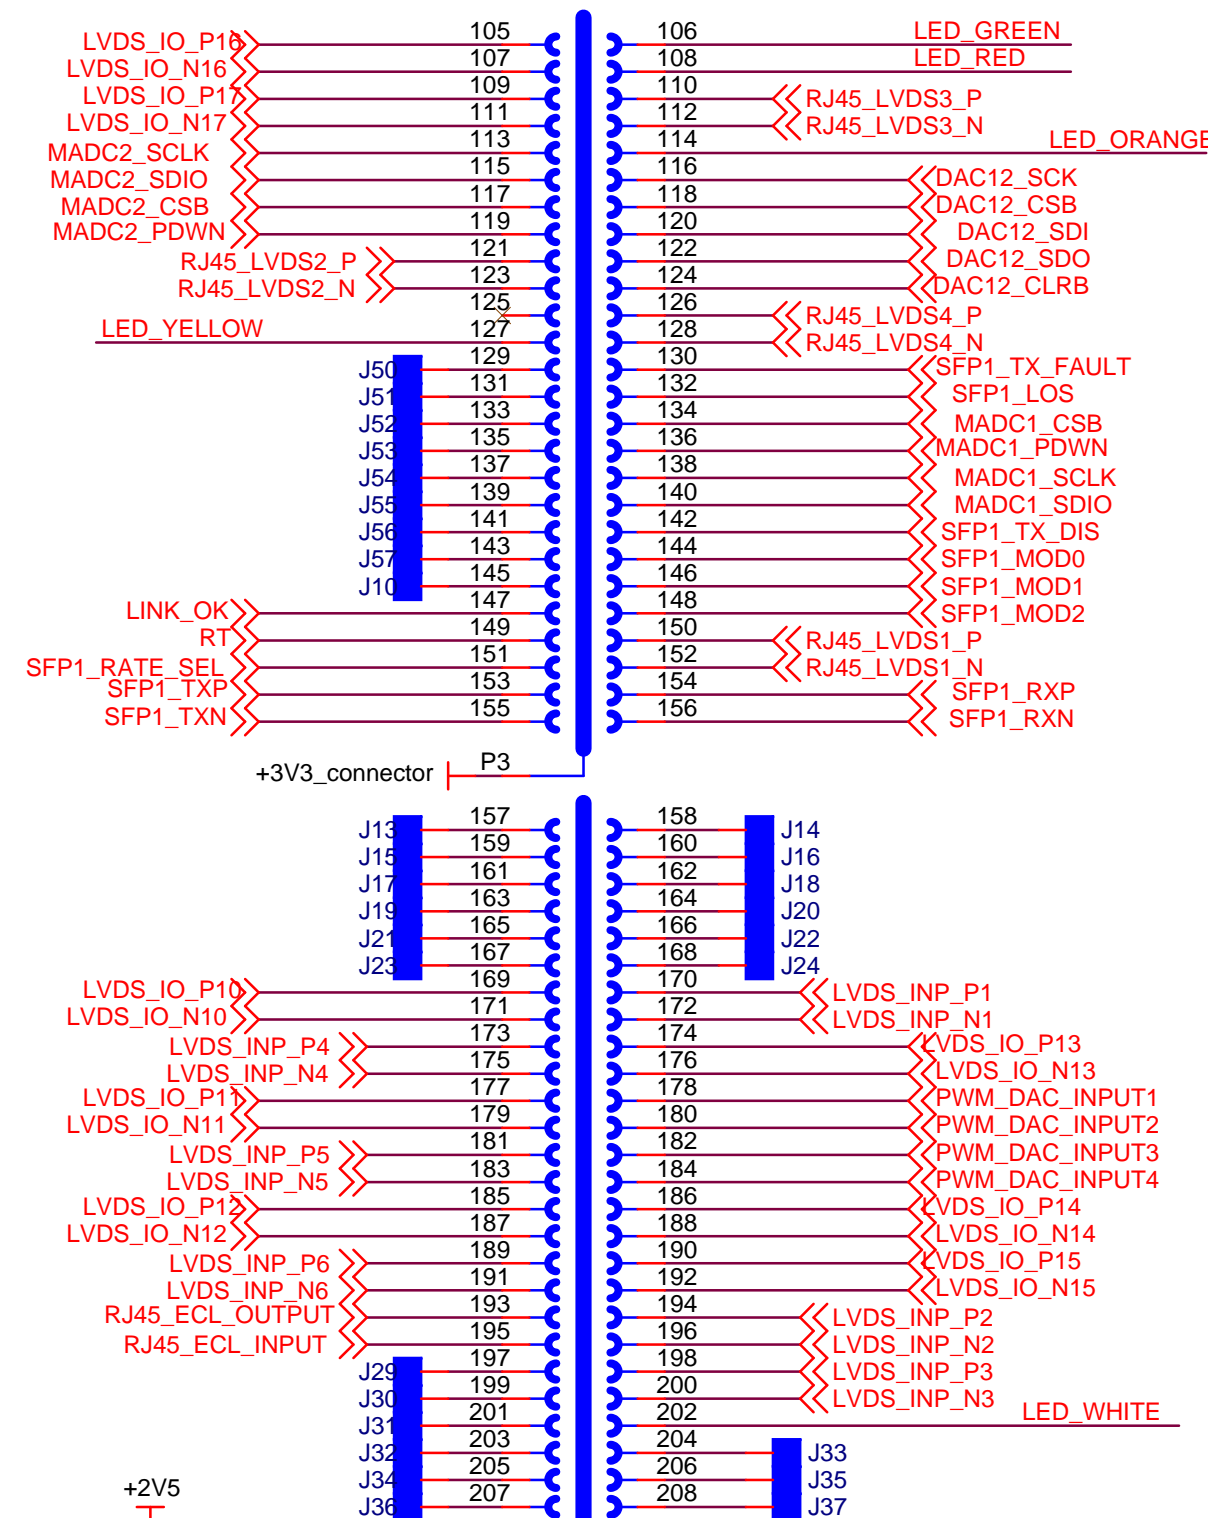 LVDS_IO_P16 105 106 LED_GREEN
LVDS_IO_N16 107 108 LED_RED
LVDS_IO_P17 109 110 RJ45_LVDS3_P
LVDS_IO_N17 111 112 RJ45_LVDS3_N
MADC2_SCLK 113 114 LED_ORANGE
MADC2_SDIO 115 116 DAC12_SCK
MADC2_CSB 117 118 DAC12_CSB
MADC2_PDWN 119 120 DAC12_SDI
RJ45_LVDS2_P 121 122 DAC12_SDO
RJ45_LVDS2_N 123 124 DAC12_CLRB
125 126 RJ45_LVDS4_P
LED_YELLOW 127 128 RJ45_LVDS4_N
J50 129 130 SFP1_TX_FAULT
J51 131 132 SFP1_LOS
J52 133 134 MADC1_CSB
J53 135 136 MADC1_PDWN
J54 137 138 MADC1_SCLK
J55 139 140 MADC1_SDIO
J56 141 142 SFP1_TX_DIS
J57 143 144 SFP1_MOD0
J10 145 146 SFP1_MOD1
LINK_OK 147 148 SFP1_MOD2
RT 149 150 RJ45_LVDS1_P
SFP1_RATE_SEL 151 152 RJ45_LVDS1_N
SFP1_TXP 153 154 SFP1_RXP
SFP1_TXN 155 156 SFP1_RXN
+3V3_connector P3
J13 157 158 J14
J15 159 160 J16
J17 161 162 J18
J19 163 164 J20
J21 165 166 J22
J23 167 168 J24
LVDS_IO_P10 169 170 LVDS_INP_P1
LVDS_IO_N10 171 172 LVDS_INP_N1
LVDS_INP_P4 173 174 LVDS_IO_P13
LVDS_INP_N4 175 176 LVDS_IO_N13
LVDS_IO_P11 177 178 PWM_DAC_INPUT1
LVDS_IO_N11 179 180 PWM_DAC_INPUT2
LVDS_INP_P5 181 182 PWM_DAC_INPUT3
LVDS_INP_N5 183 184 PWM_DAC_INPUT4
LVDS_IO_P12 185 186 LVDS_IO_P14
LVDS_IO_N12 187 188 LVDS_IO_N14
LVDS_INP_P6 189 190 LVDS_IO_P15
LVDS_INP_N6 191 192 LVDS_IO_N15
RJ45_ECL_OUTPUT 193 194 LVDS_INP_P2
RJ45_ECL_INPUT 195 196 LVDS_INP_N2
J29 197 198 LVDS_INP_P3
J30 199 200 LVDS_INP_N3
J31 201 202 LED_WHITE
J32 203 204 J33
J34 205 206 J35
J36 207 208 J37
+2V5